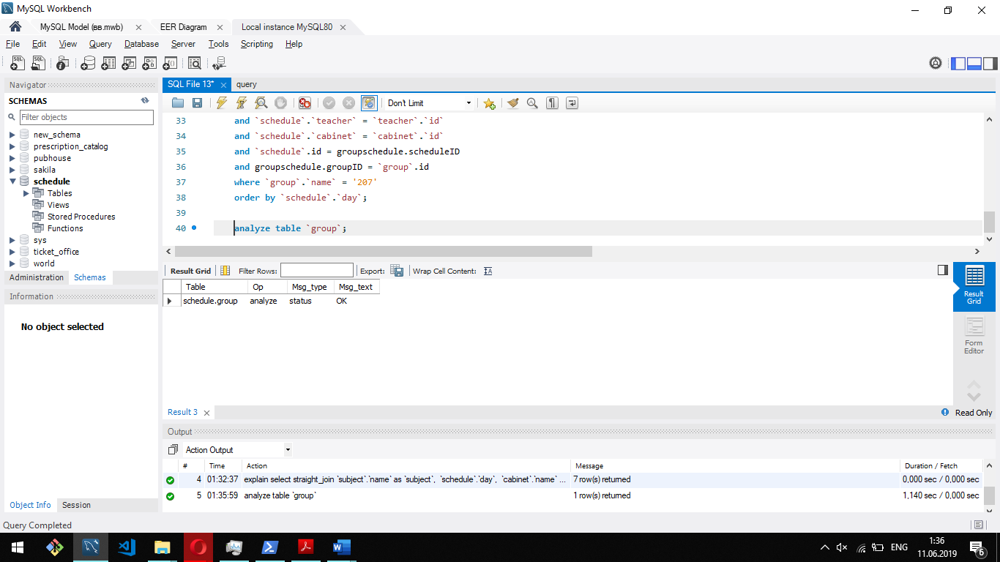 MySQL Workbench
MySQL Model (вв.mwb) EER Diagram Local instance MySQL80
File Edit View Query Database Server Tools Scripting Help
Navigator
SCHEMAS
Filter objects
new_schema
prescription_catalog
pubhouse
sakila
schedule
Tables
Views
Stored Procedures
Functions
sys
ticket_office
world
Administration Schemas
Information
No object selected
Object Info Session
SQL File 13* query
Don't Limit
33 and `schedule`.`teacher` = `teacher`.`id`
34 and `schedule`.`cabinet` = `cabinet`.`id`
35 and `schedule`.id = groupschedule.scheduleID
36 and groupschedule.groupID = `group`.id
37 where `group`.`name` = '207'
38 order by `schedule`.`day`;
39
40 analyze table `group`;
Result Grid Filter Rows: Export: Wrap Cell Content:
Table Op Msg_type Msg_text
schedule.group analyze status OK
Result Grid
Form Editor
Result 3 Read Only
Output
Action Output
# Time Action Message Duration / Fetch
4 01:32:37 explain select straight_join `subject`.`name` as `subject`, `schedule`.`day`, `cabinet`.`name` ... 7 row(s) returned 0,000 sec / 0,000 sec
5 01:35:59 analyze table `group` 1 row(s) returned 1,140 sec / 0,000 sec
Query Completed
ENG 1:36
11.06.2019 6